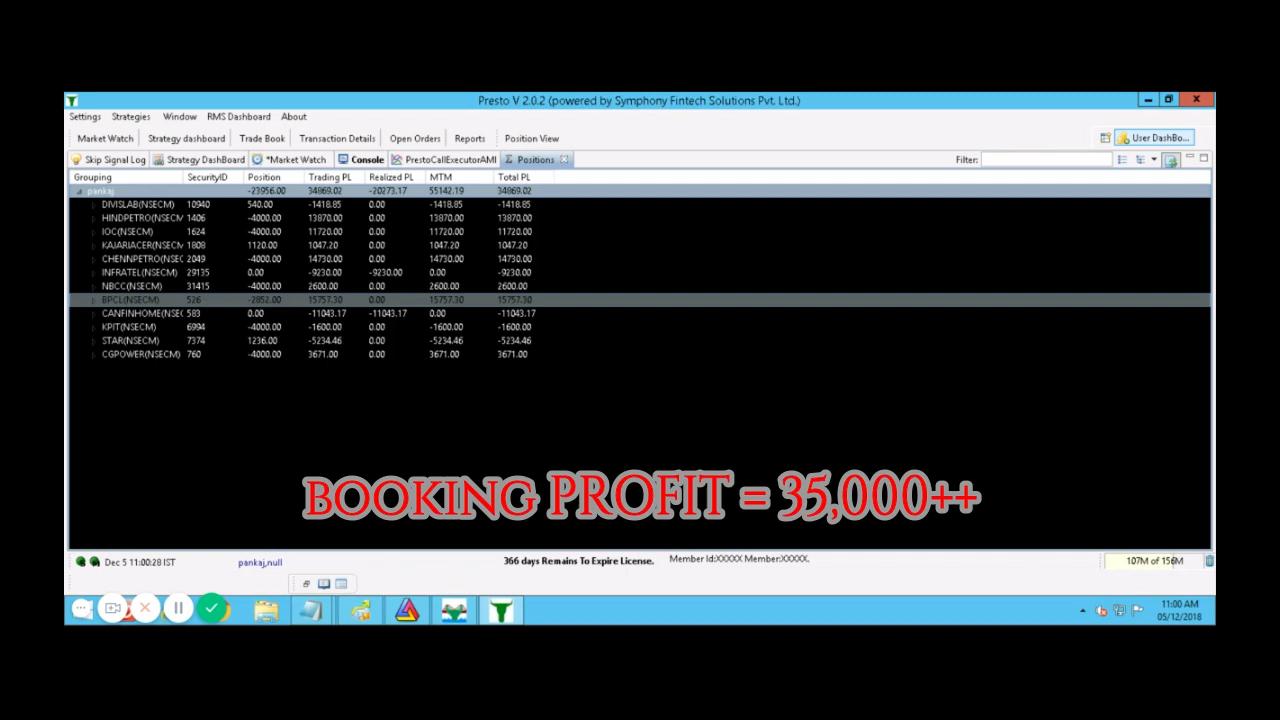 Presto V 2.0.2 (powered by Symphony Fintech Solutions Pvt. Ltd.)
Settings Strategies Window RMS Dashboard About
Market Watch Strategy dashboard Trade Book Transaction Details Open Orders Reports Position View User DashBo...
Skip Signal Log Strategy DashBoard *Market Watch Console PrestoCallExecutorAMI Positions Filter:
Grouping SecurityID Position Trading PL Realized PL MTM Total PL
pankaj -23956.00 34869.02 -20273.17 55142.19 34869.02
DIVISLAB(NSECM) 10940 540.00 -1418.85 0.00 -1418.85 -1418.85
HINDPETRO(NSECM 1406 -4000.00 13870.00 0.00 13870.00 13870.00
IOC(NSECM) 1624 -4000.00 11720.00 0.00 11720.00 11720.00
KAJARIACER(NSECM 1808 1120.00 1047.20 0.00 1047.20 1047.20
CHENNPETRO(NSEC 2049 -4000.00 14730.00 0.00 14730.00 14730.00
INFRATEL(NSECM) 29135 0.00 -9230.00 -9230.00 0.00 -9230.00
NBCC(NSECM) 31415 -4000.00 2600.00 0.00 2600.00 2600.00
BPCL(NSECM) 526 -2852.00 15757.30 0.00 15757.30 15757.30
CANFINHOME(NSE( 583 0.00 -11043.17 -11043.17 0.00 -11043.17
KPIT(NSECM) 6994 -4000.00 -1600.00 0.00 -1600.00 -1600.00
STAR(NSECM) 7374 1236.00 -5234.46 0.00 -5234.46 -5234.46
CGPOWER(NSECM) 760 -4000.00 3671.00 0.00 3671.00 3671.00
BOOKING PROFIT = 35,000++
Dec 5 11:00:28 IST pankaj,null 366 days Remains To Expire License. Member Id:XXXXX Member:XXXXX. 107M of 156M
11:00 AM
05/12/2018